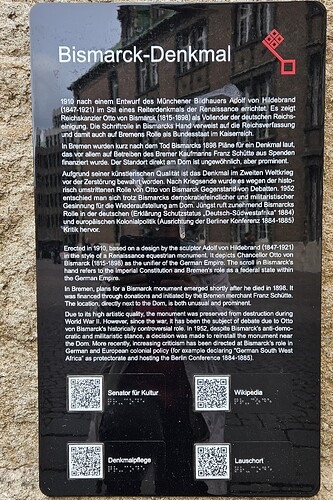 Bismarck-Denkmal
1910 nach einem Entwurf des Münchener Bildhauers Adolf von Hildebrand
(1847-1921) im Stil eines Reiterdenkmals der Renaissance errichtet. Es zeigt
Reichskanzler Otto von Bismarck (1815-1898) als Vollender der deutschen Reichs-
einigung. Die Schriftrolle in Bismarcks Hand verweist auf die Reichsverfassung
und damit auch auf Bremens Rolle als Bundesstaat im Kaiserreich.
In Bremen wurden kurz nach dem Tod Bismarcks 1898 Pläne für ein Denkmal laut,
das vor allem auf Betreiben des Bremer Kaufmanns Franz Schütte aus Spenden
finanziert wurde. Der Standort direkt am Dom ist ungewöhnlich, aber prominent.
Aufgrund seiner künstlerischen Qualität ist das Denkmal im Zweiten Weltkrieg
vor der Zerstörung bewahrt worden. Nach Kriegsende wurde es wegen der histo-
risch umstrittenen Rolle von Otto von Bismarck Gegenstand von Debatten. 1952
entschied man sich trotz Bismarcks demokratiefeindlicher und militaristischer
Gesinnung für die Wiederaufstellung am Dom. Jüngst ruft zunehmend Bismarcks
Rolle in der deutschen (Erklärung Schutzstatus „Deutsch-Südwestafrika" 1884)
und europäischen Kolonialpolitik (Ausrichtung der Berliner Konferenz 1884-1885)
Kritik hervor.
Erected in 1910, based on a design by the sculptor Adolf von Hildebrand (1847-1921)
in the style of a Renaissance equestrian monument. It depicts Chancellor Otto von
Bismarck (1815-1898) as the unifier of the German Empire. The scroll in Bismarck's
hand refers to the Imperial Constitution and Bremen's role as a federal state within
the German Empire.
In Bremen, plans for a Bismarck monument emerged shortly after he died in 1898. It
was financed through donations and initiated by the Bremen merchant Franz Schütte.
The location, directly next to the Dom, is both unusual and prominent.
Due to its high artistic quality, the monument was preserved from destruction during
World War II. However, since the war, it has been the subject of debate due to Otto
von Bismarck's historically controversial role. In 1952, despite Bismarck's anti-demo-
cratic and militaristic stance, a decision was made to reinstall the monument near
the Dom. More recently, increasing criticism has been directed at Bismarck's role in
German and European colonial policy (for example declaring "German South West
Africa" as protectorate and hosting the Berlin Conference 1884-1885).
Senator für Kultur
Wikipedia
Denkmalpflege
Lauschort